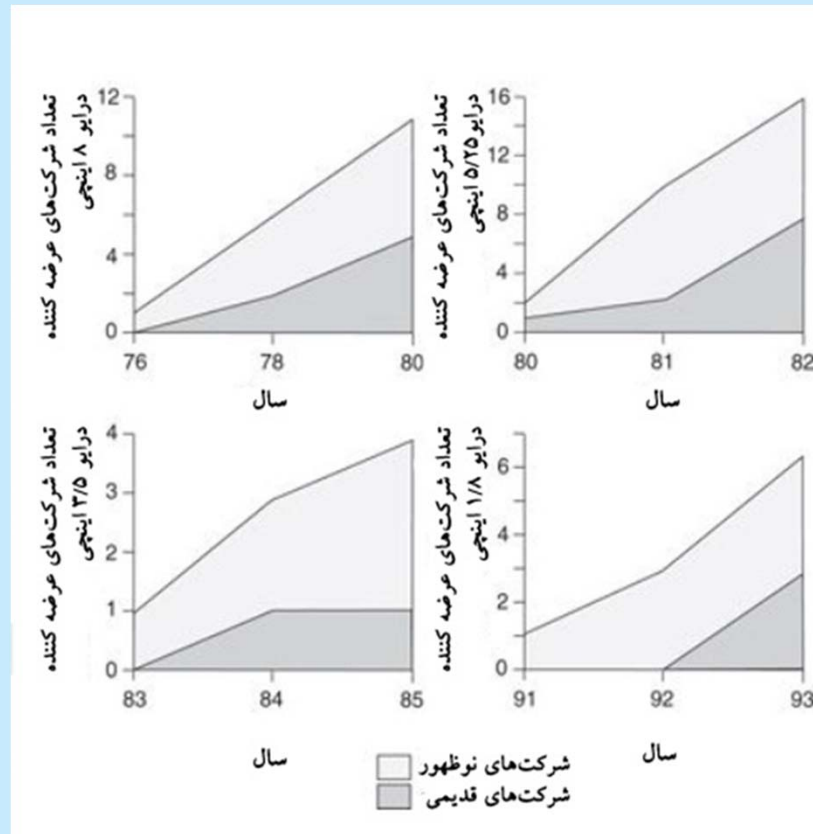 تعداد شرکت‌های عرضه کننده
درایو ۸ اینچی
12
8
4
0
76
78
80
سال
تعداد شرکت‌های عرضه کننده
درایو ۵/۲۵ اینچی
16
12
8
4
0
80
81
82
سال
تعداد شرکت‌های عرضه کننده
درایو ۳/۵ اینچی
4
3
2
1
0
83
84
85
سال
تعداد شرکت‌های عرضه کننده
درایو ۱/۸ اینچی
6
4
2
0
91
92
93
سال
شرکت‌های نوظهور
شرکت‌های قدیمی